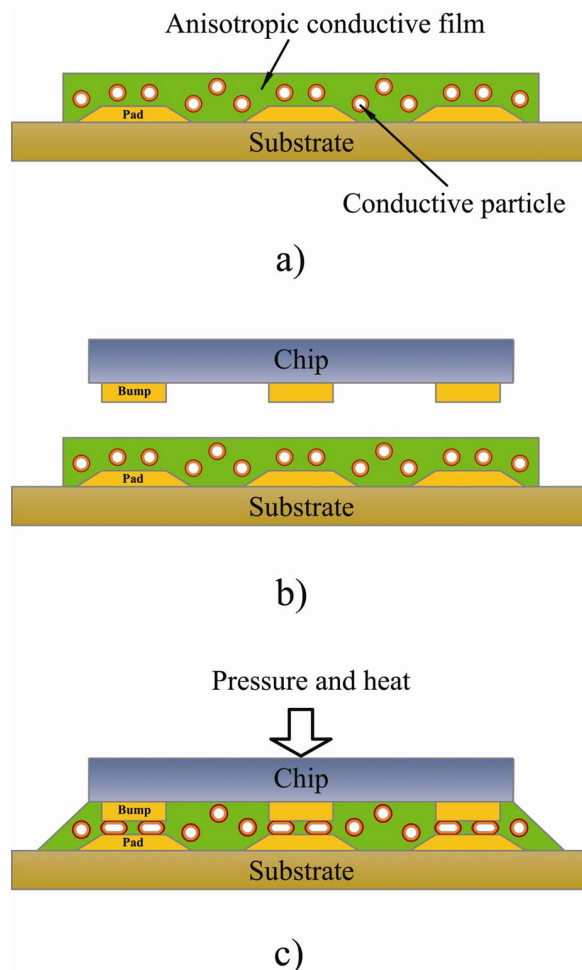 Anisotropic conductive film
Pad
Substrate
Conductive particle
a)
Chip
Bump
Pad
Substrate
b)
Pressure and heat
Chip
Bump
Pad
Substrate
c)